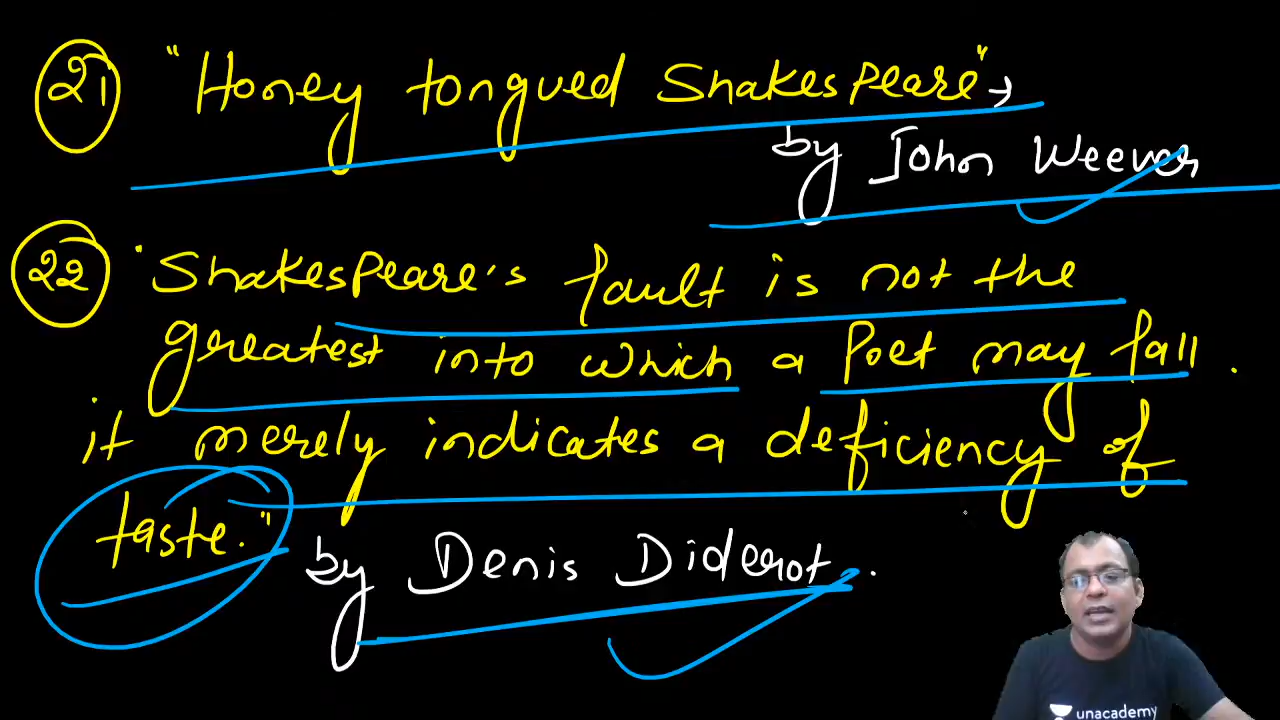 21 "Honey tongued Shakespeare" →
by John Weever
22 "Shakespeare's fault is not the
greatest into which a Poet may fall.
it merely indicates a deficiency of
taste."
by Denis Diderot.
unacademy